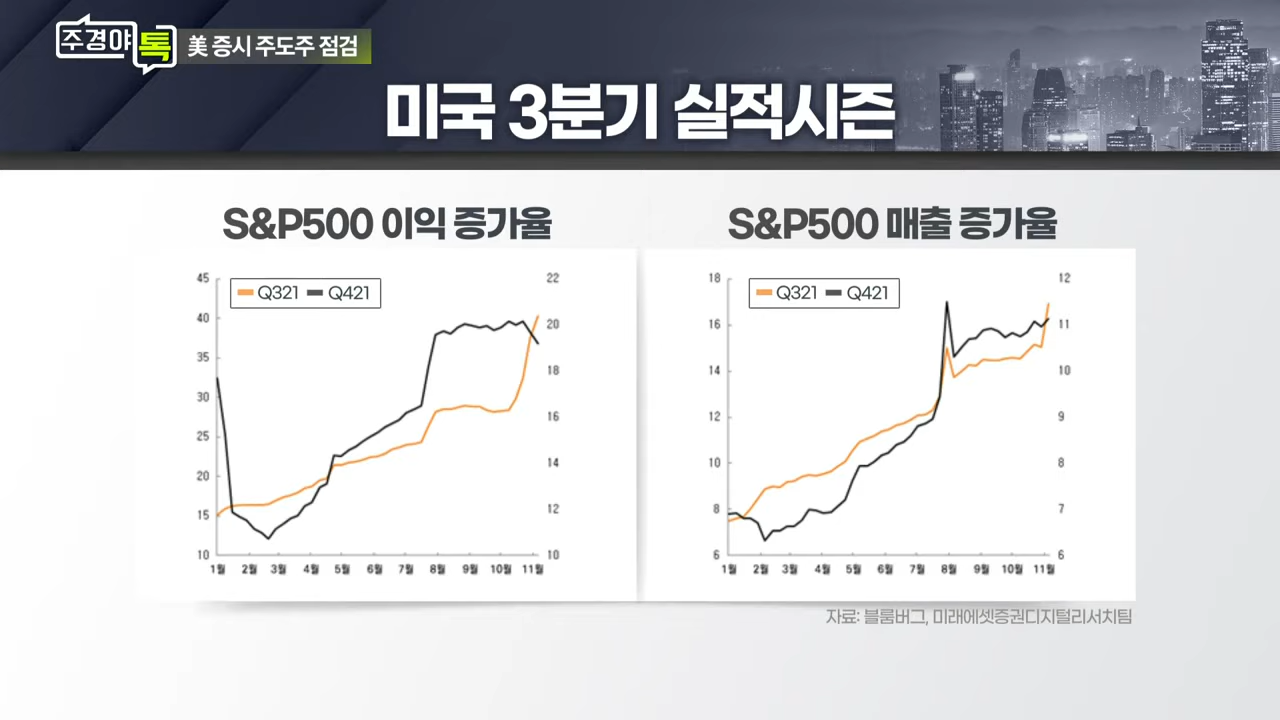 주경야톡
美 증시 주도주 점검
미국 3분기 실적시즌
S&P500 이익 증가율
Q321 Q421
45
40
35
30
25
20
15
10
22
20
18
16
14
12
10
1월 2월 3월 4월 5월 6월 7월 8월 9월 10월 11월
S&P500 매출 증가율
Q321 Q421
18
16
14
12
10
8
6
12
11
10
9
8
7
6
1월 2월 3월 4월 5월 6월 7월 8월 9월 10월 11월
자료: 블룸버그, 미래에셋증권디지털리서치팀